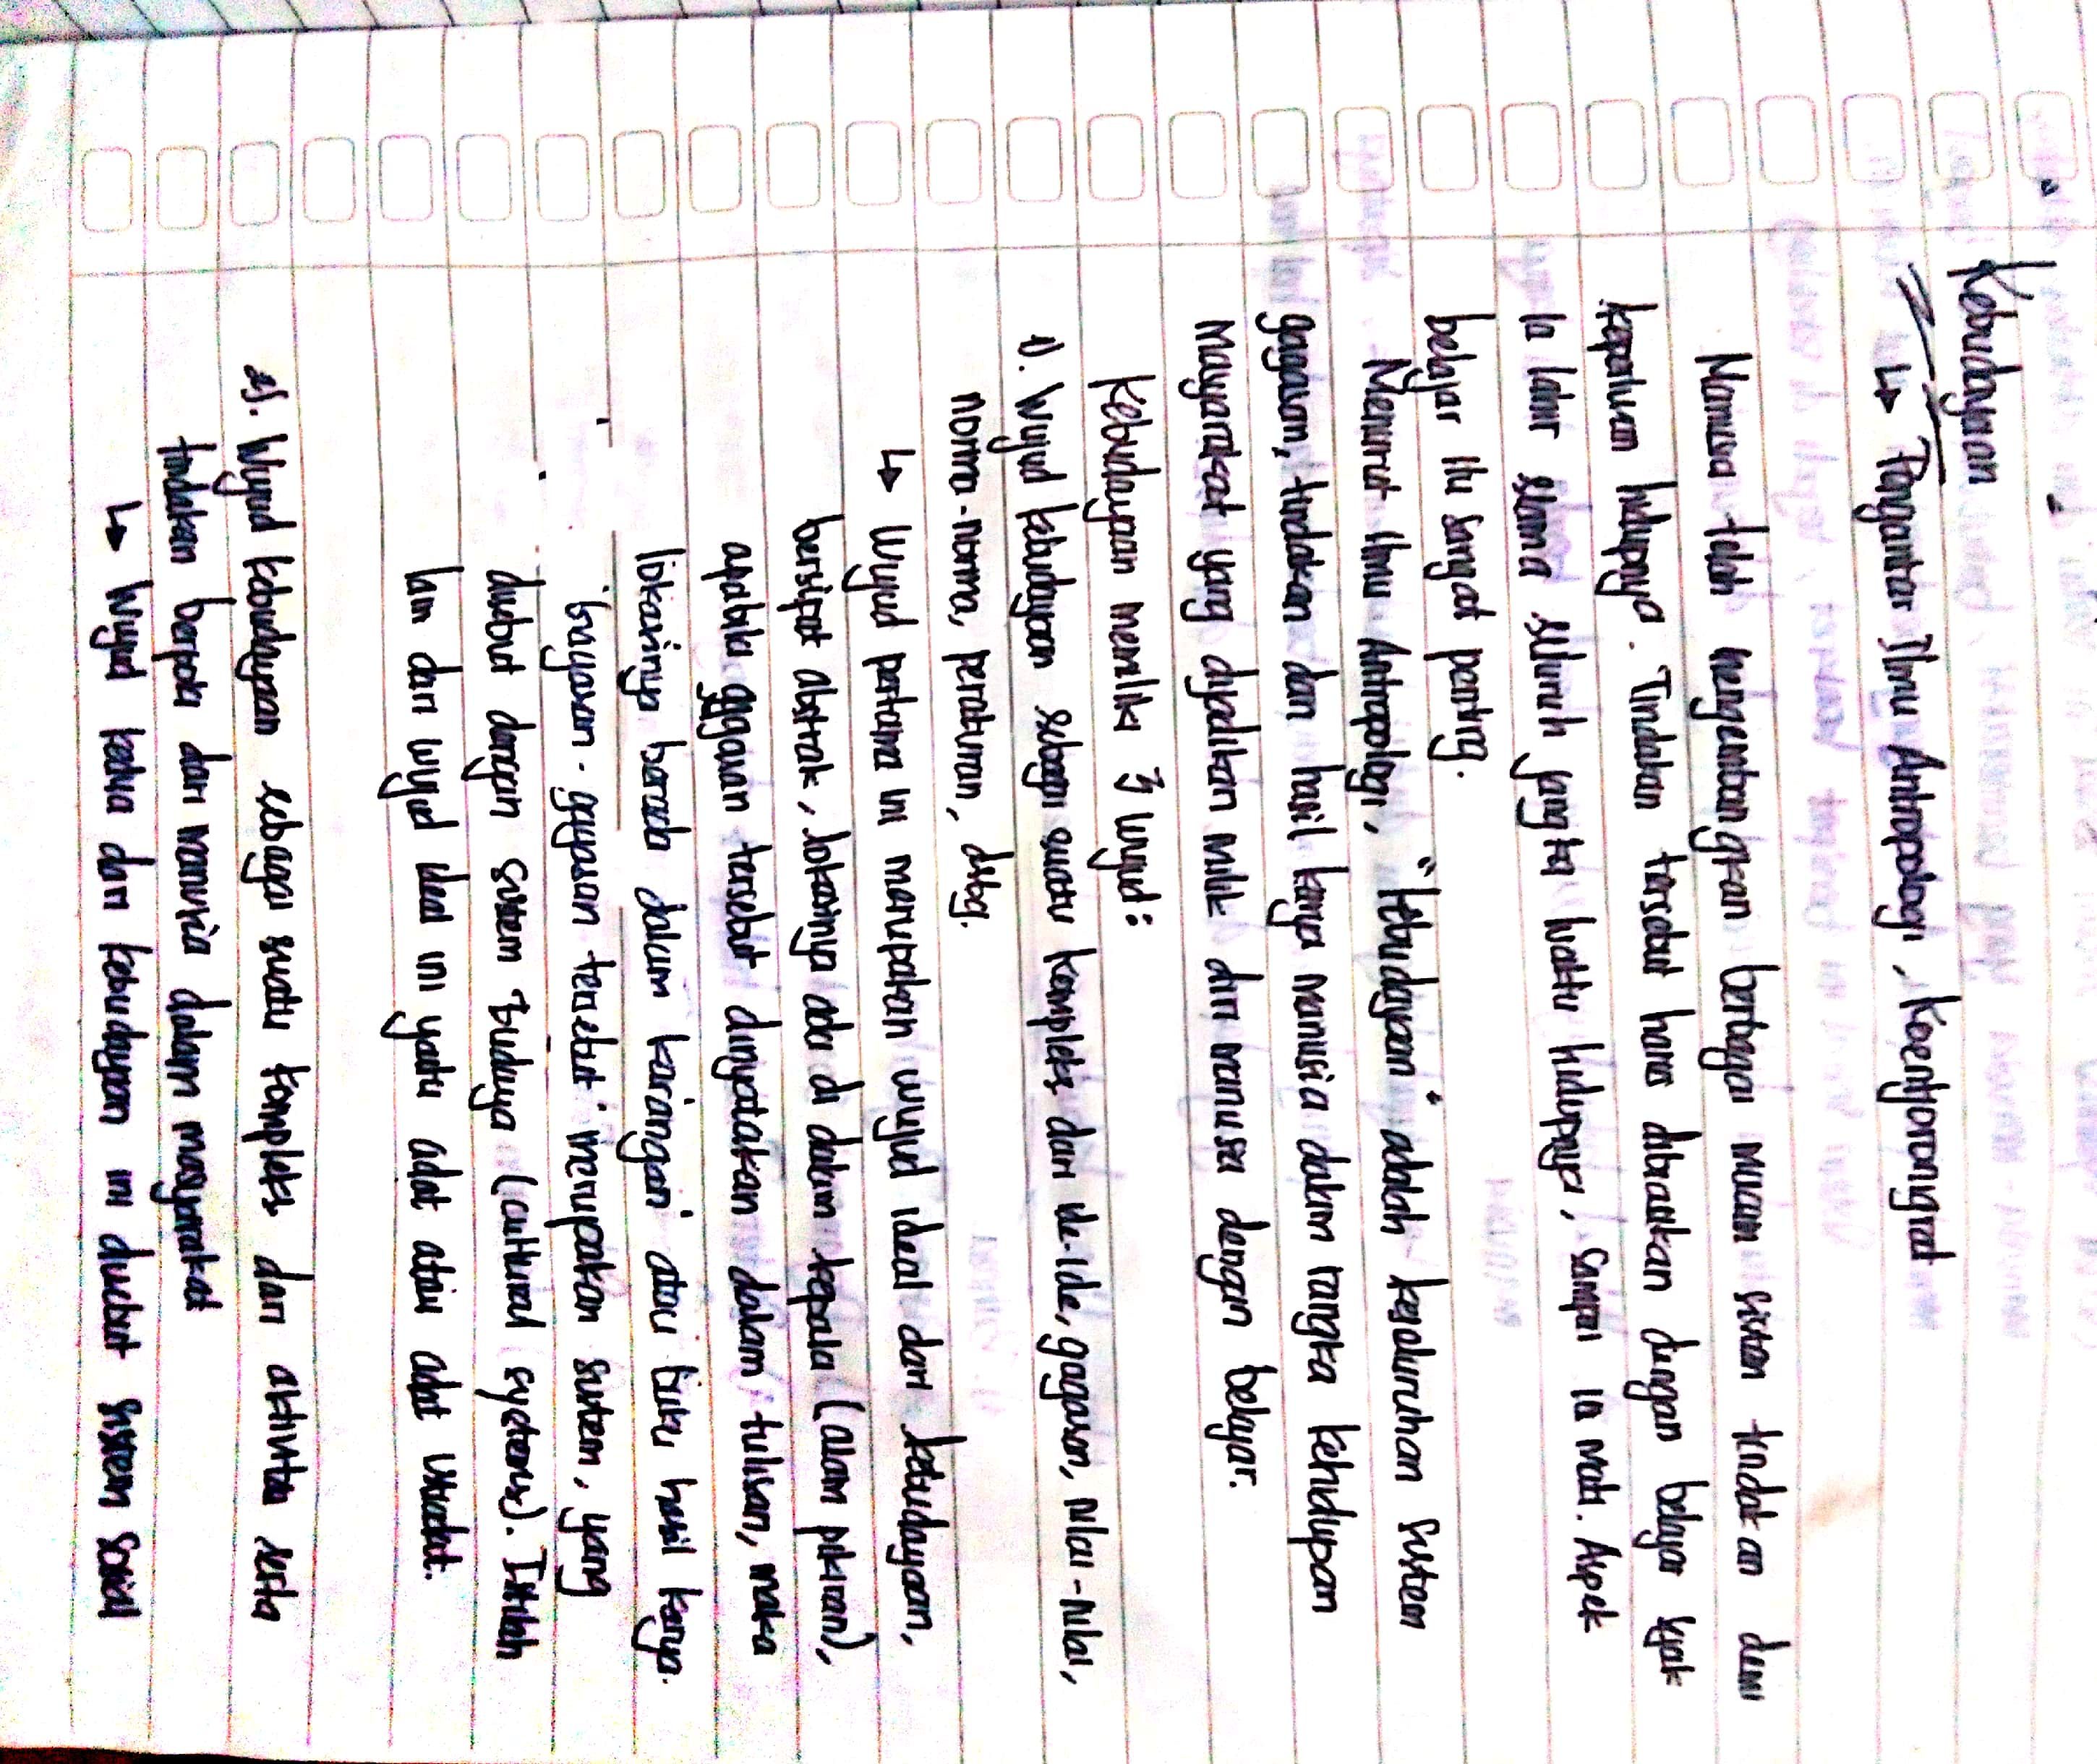 Kebudayaan
↳ Pengantar Ilmu Antropologi, Koentjorongrat
Manusia telah mengembangkan berbagai macam sistem tindakan demi
keperluan hidupnya. Tindakan tersebut harus dibiasakan dengan belajar sejak
ia lahir selama seluruh jangka waktu hidupnya, sampai ia mati. Aspek
belajar itu sangat penting.
Menurut Ilmu Antropologi, "kebudayaan" adalah keseluruhan sistem
gagasan, tindakan dan hasil karya manusia dalam rangka kehidupan
Masyarakat yang dijadikan milik diri manusia dengan belajar.
Kebudayaan memiliki 3 wujud:
1). Wujud kebudayaan sebagai suatu kompleks dari ide-ide, gagasan, nilai-nilai,
norma-norma, peraturan, dsbg.
↳ Wujud pertama ini merupakan wujud ideal dari kebudayaan,
bersipat abstrak, lokasinya ada di dalam kepala (alam pikiran),
apabila gagasan tersebut dinyatakan dalam tulisan, maka
lokasinya berada dalam karangan atau buku hasil karya.
gagasan-gagasan tersebut merupakan sistem, yang
disebut dengan sistem Budaya (cultural systems). Istilah
lain dari wujud ideal ini yaitu adat atau adat istiadat.
2). Wujud kebudayaan sebagai suatu kompleks dari aktivita serta
tindakan berpola dari manusia dalam masyarakat
↳ Wujud kedua dari kebudayaan ini disebut sistem sosial